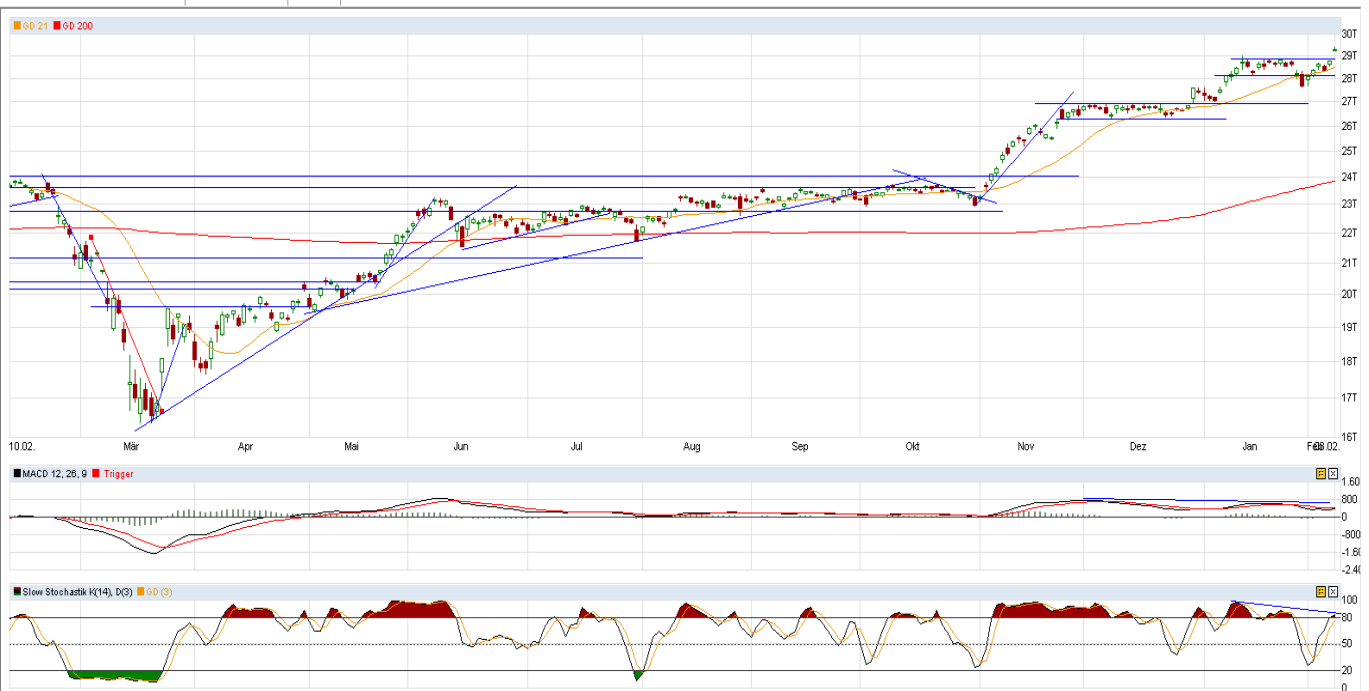 GD 21 GD 200
30T
29T
28T
27T
26T
25T
24T
23T
22T
21T
20T
19T
18T
17T
16T
10.02. Mär Apr Mai Jun Jul Aug Sep Okt Nov Dez Jan 08.02.
MACD 12, 26, 9 Trigger
1.60
800
0
-800
-1.60
-2.40
Slow Stochastik K(14), D(3) GD (3)
100
80
50
20
0